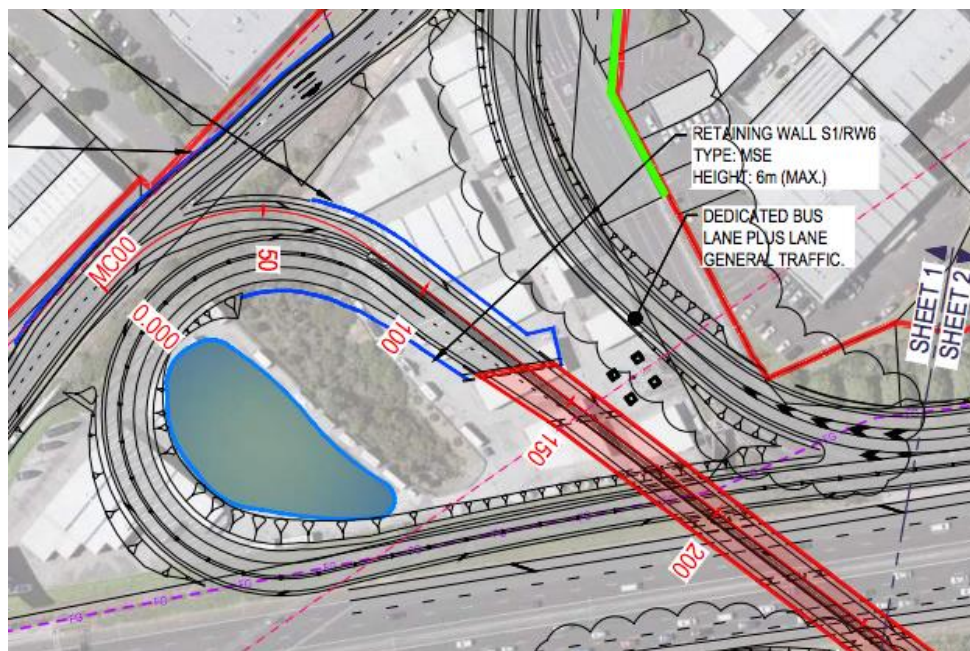 RETAINING WALL S1/RW6
TYPE: MSE
HEIGHT: 6m (MAX.)
DEDICATED BUS
LANE PLUS LANE
GENERAL TRAFFIC.
MC00
50
0.000
100
150
200
SHEET 1
SHEET 2